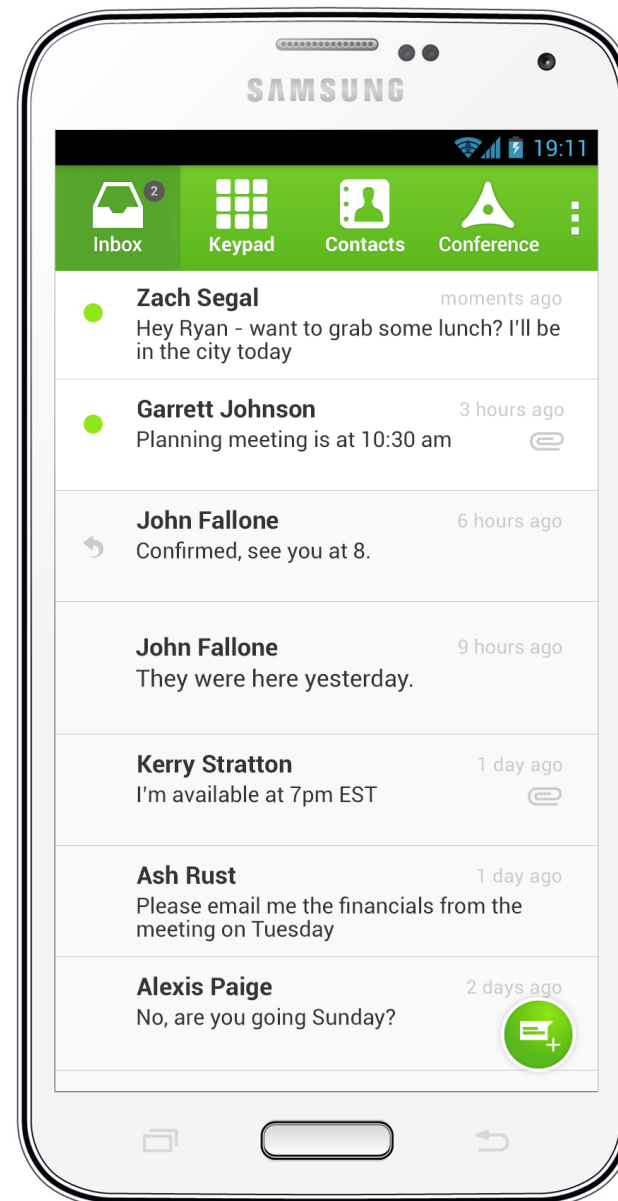 SAMSUNG
19:11
2
Inbox
Keypad
Contacts
Conference
Zach Segal
moments ago
Hey Ryan - want to grab some lunch? I'll be
in the city today
Garrett Johnson
3 hours ago
Planning meeting is at 10:30 am
John Fallone
6 hours ago
Confirmed, see you at 8.
John Fallone
9 hours ago
They were here yesterday.
Kerry Stratton
1 day ago
I'm available at 7pm EST
Ash Rust
1 day ago
Please email me the financials from the
meeting on Tuesday
Alexis Paige
2 days ago
No, are you going Sunday?